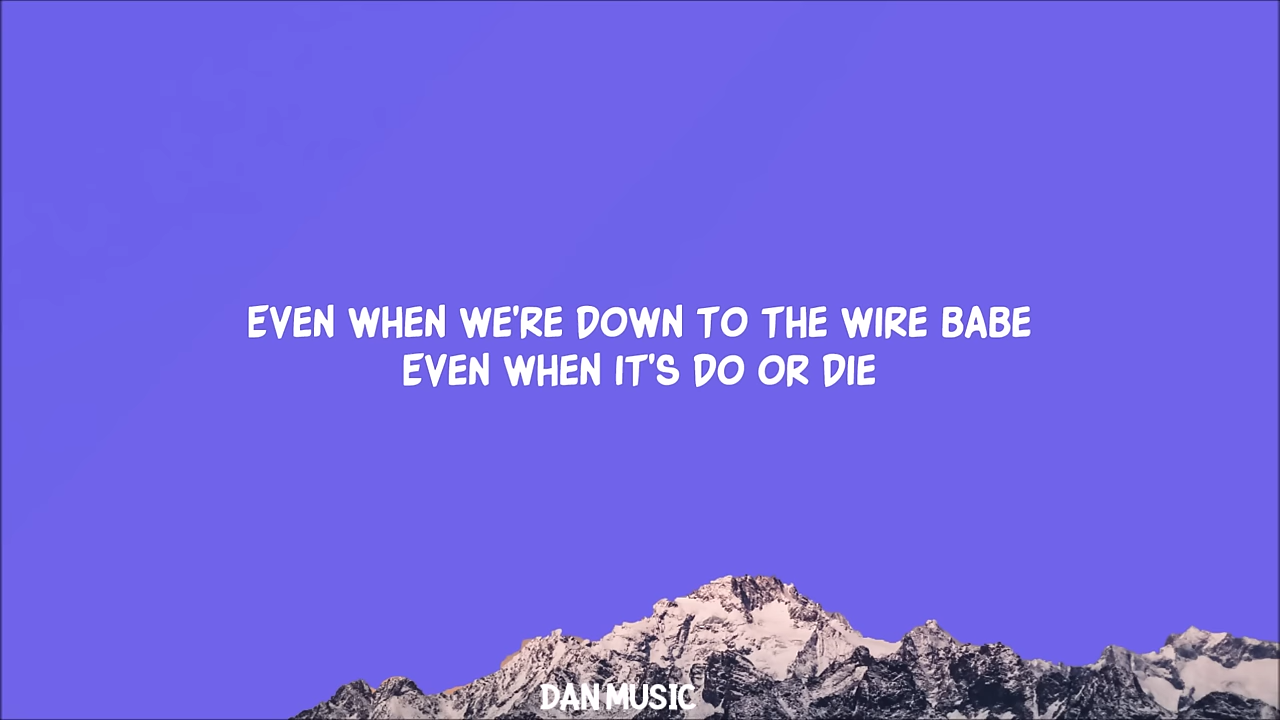 EVEN WHEN WE'RE DOWN TO THE WIRE BABE
EVEN WHEN IT'S DO OR DIE
DAN MUSIC